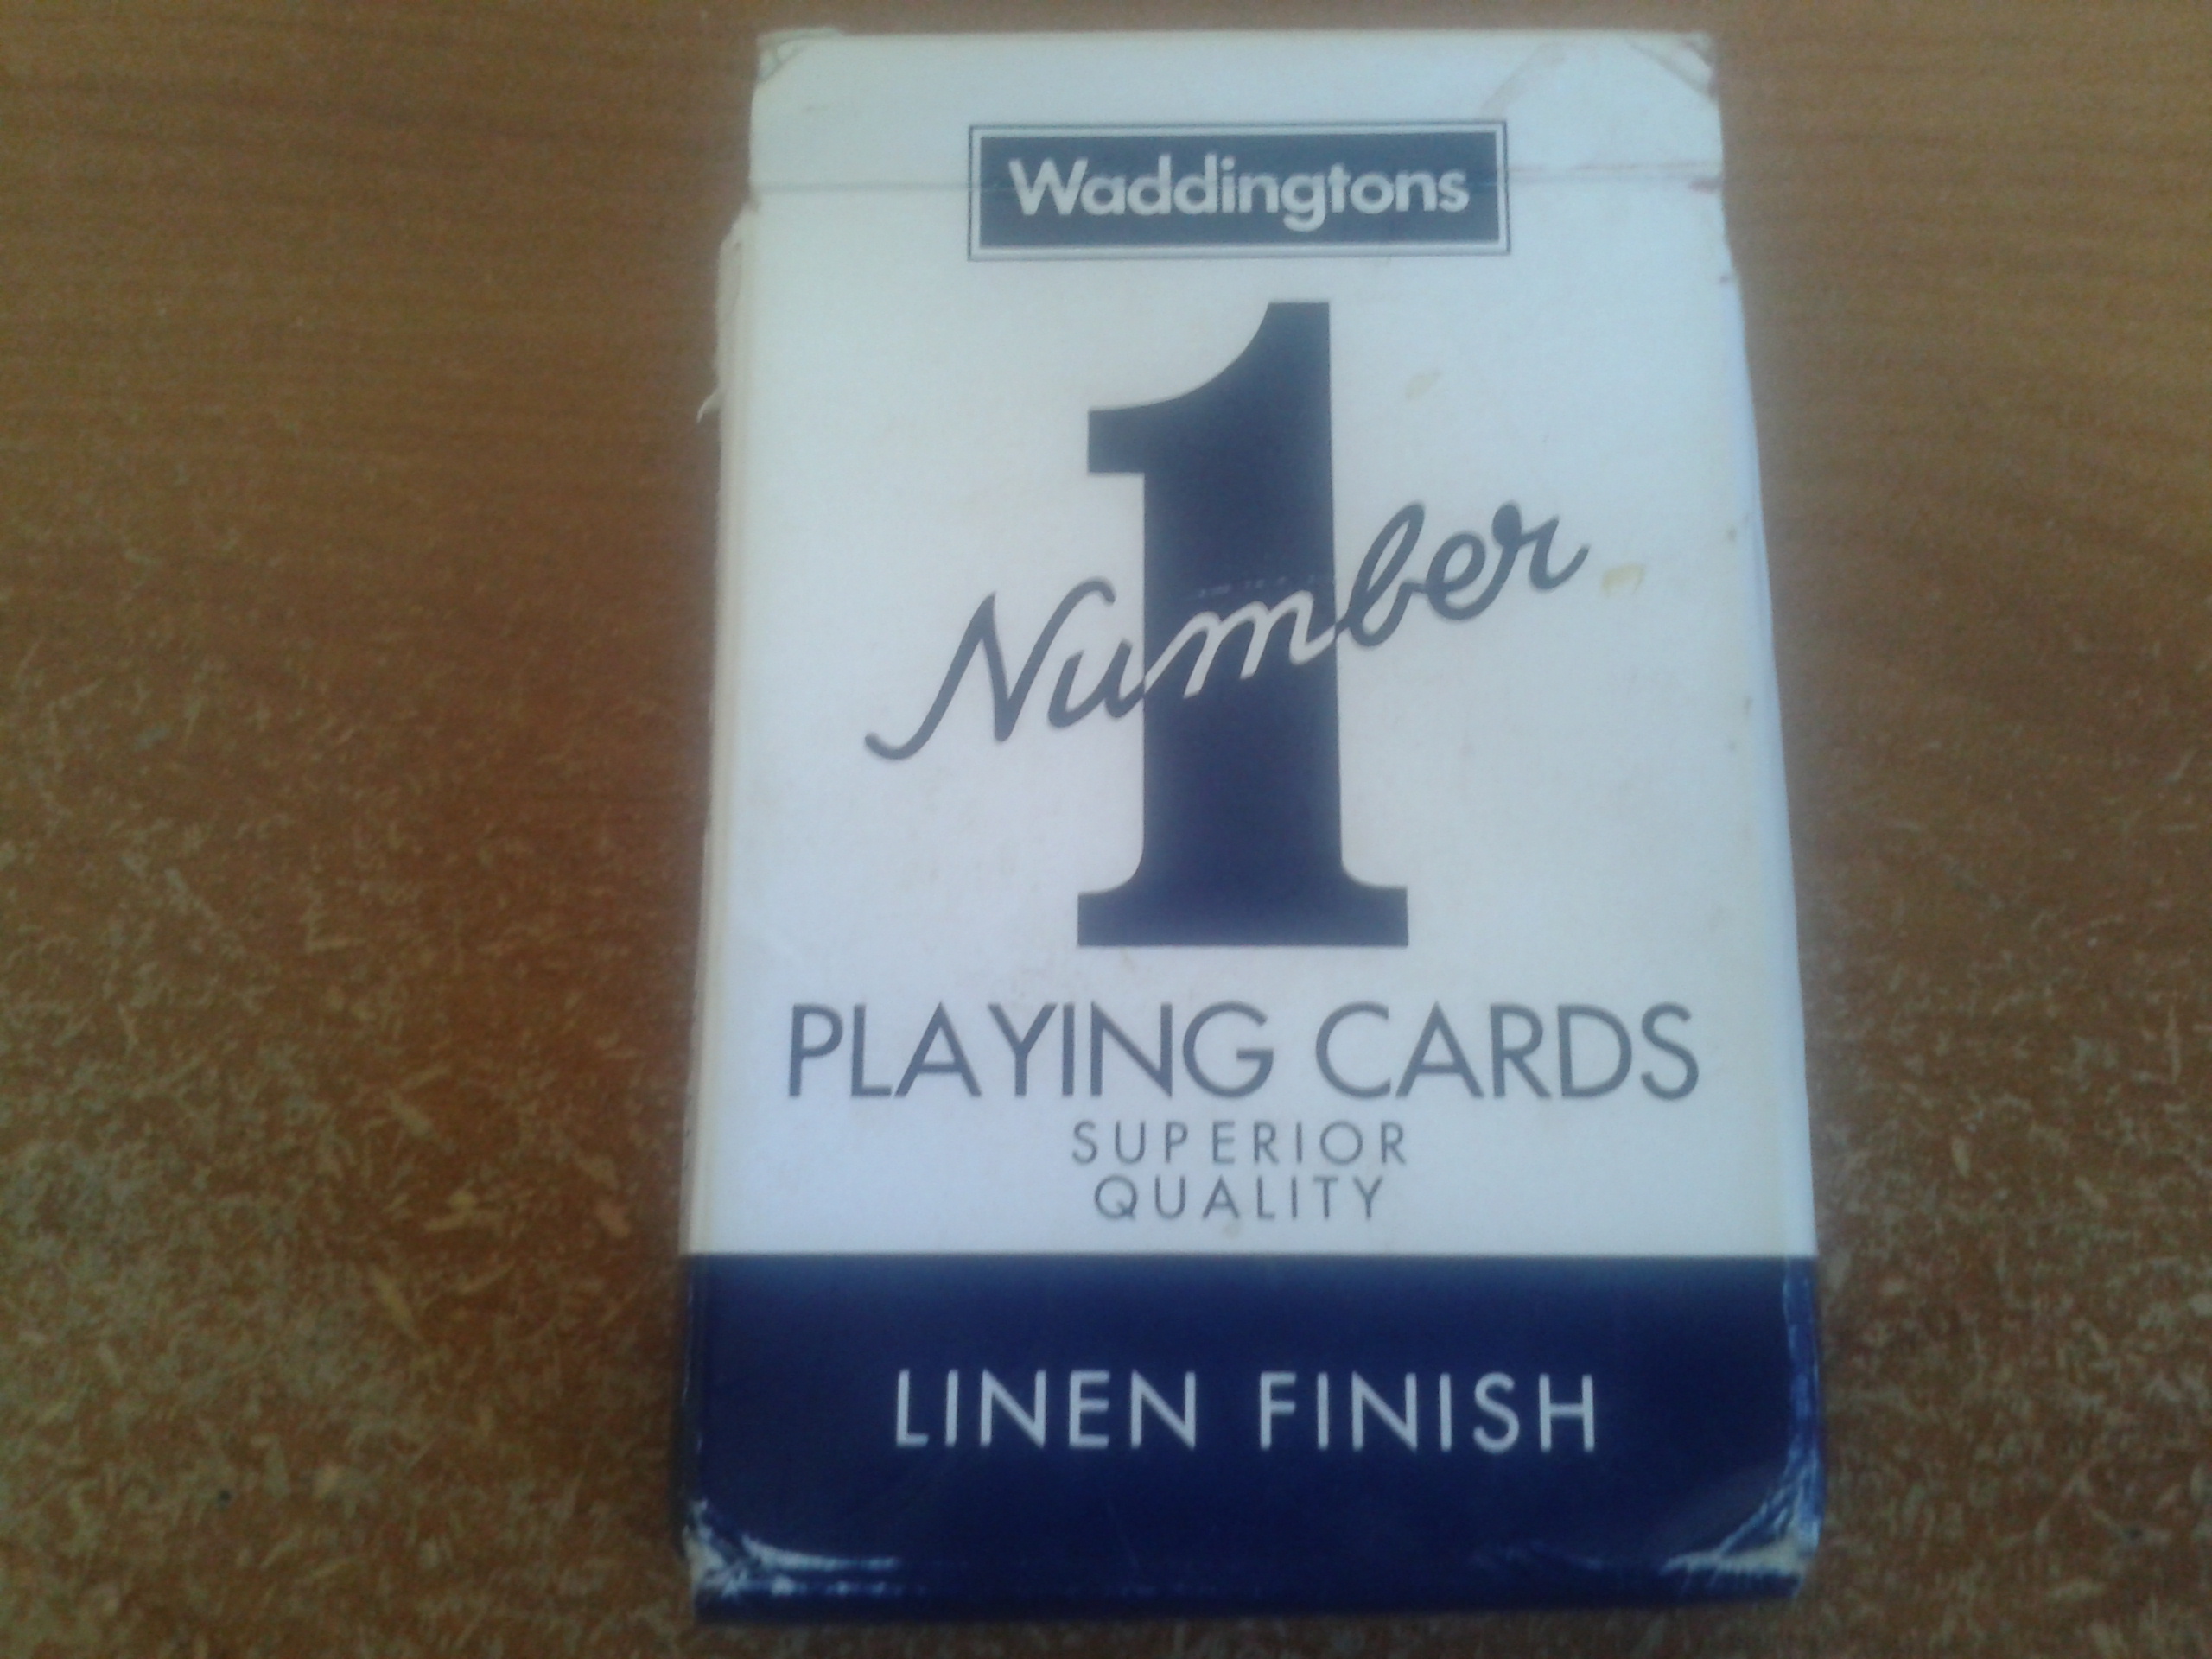 Waddingtons
1
Number
PLAYING CARDS
SUPERIOR
QUALITY
LINEN FINISH